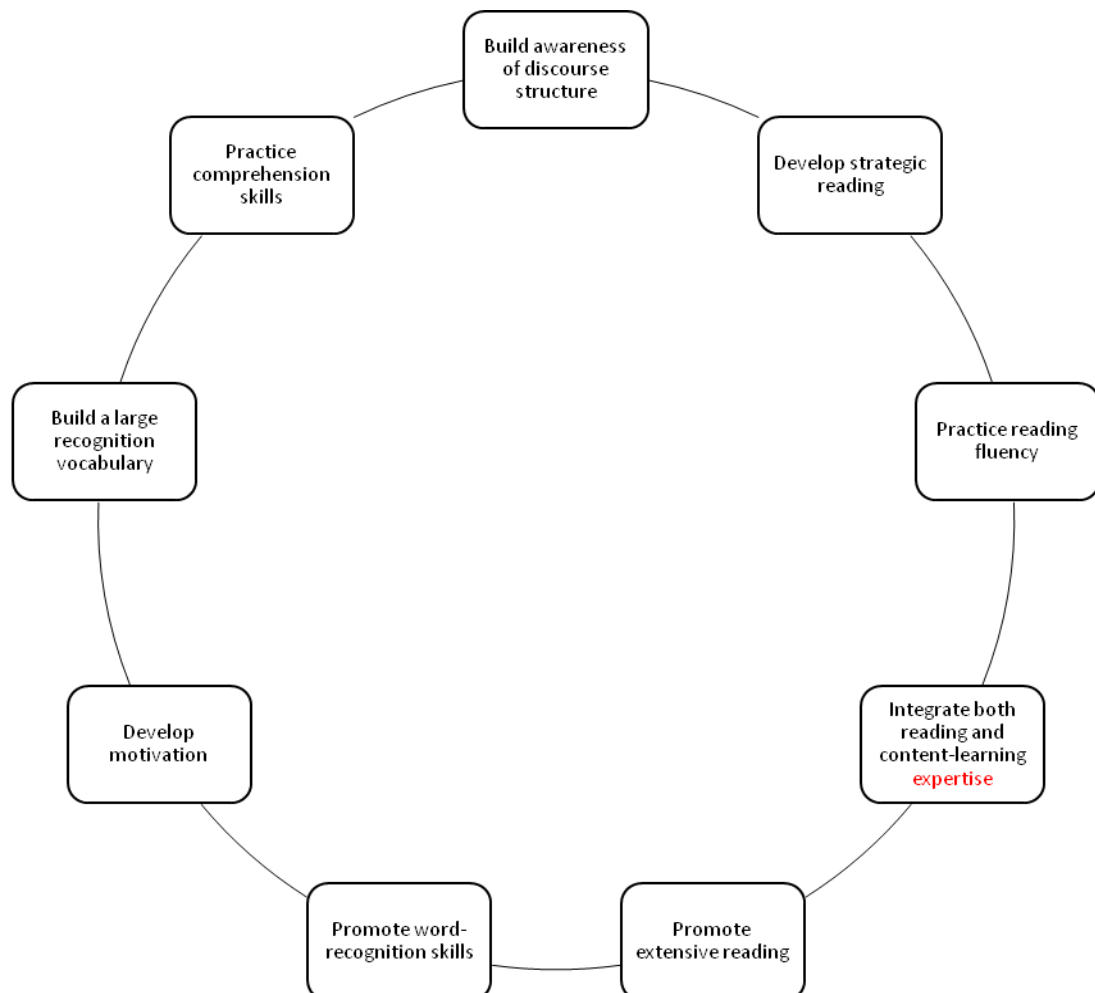 Build awareness
of discourse
structure
Develop strategic
reading
Practice reading
fluency
Integrate both
reading and
content-learning
expertise
Promote
extensive reading
Promote word-
recognition skills
Develop
motivation
Build a large
recognition
vocabulary
Practice
comprehension
skills